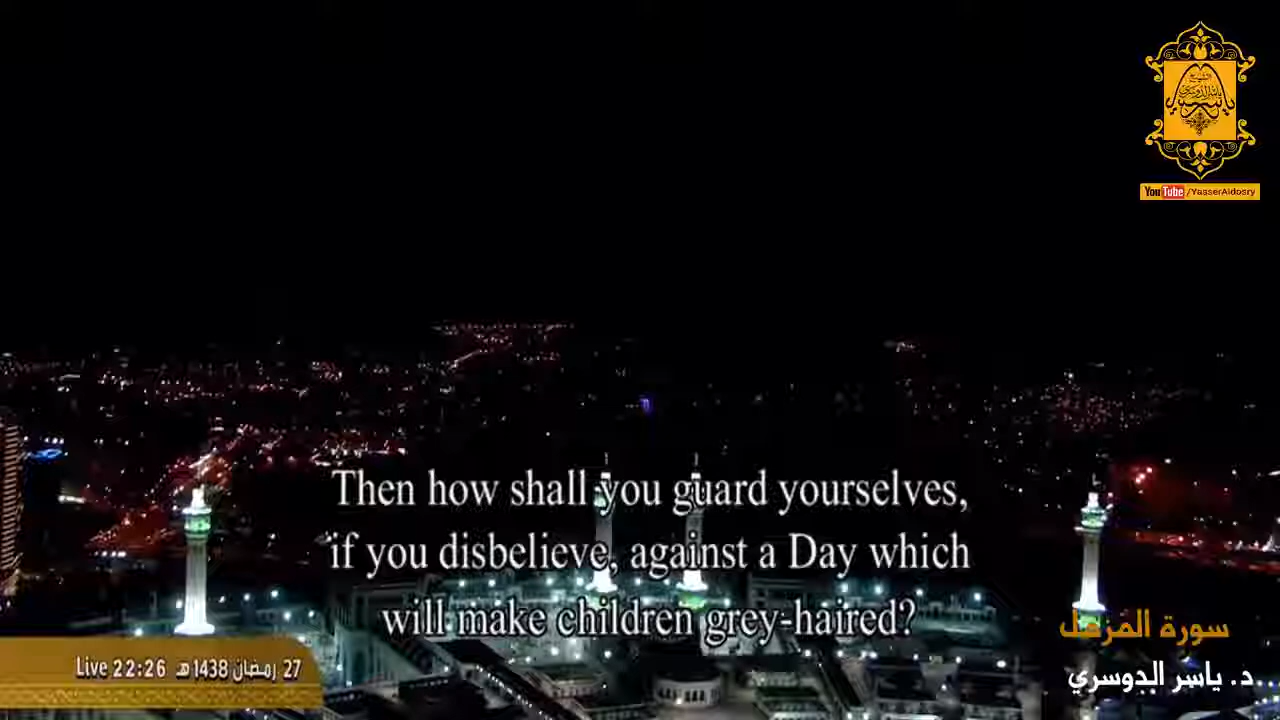 YouTube /YasserAldosry
Then how shall you guard yourselves,
if you disbelieve, against a Day which
will make children grey-haired?
سورة المزمل
د. ياسر الدوسري
27 رمضان 1438 هـ Live 22:26